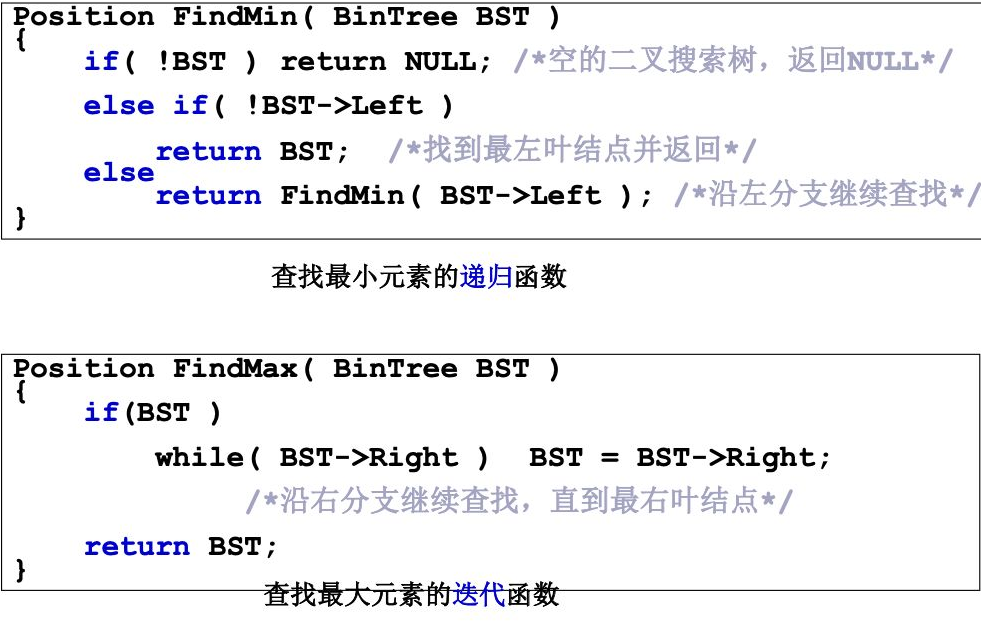 Position FindMin( BinTree BST )
{
if( !BST ) return NULL; /*空的二叉搜索树，返回NULL*/
else if( !BST->Left )
return BST; /*找到最左叶结点并返回*/
else
return FindMin( BST->Left ); /*沿左分支继续查找*/
}
查找最小元素的递归函数
Position FindMax( BinTree BST )
{
if(BST )
while( BST->Right ) BST = BST->Right;
/*沿右分支继续查找，直到最右叶结点*/
return BST;
}
查找最大元素的迭代函数